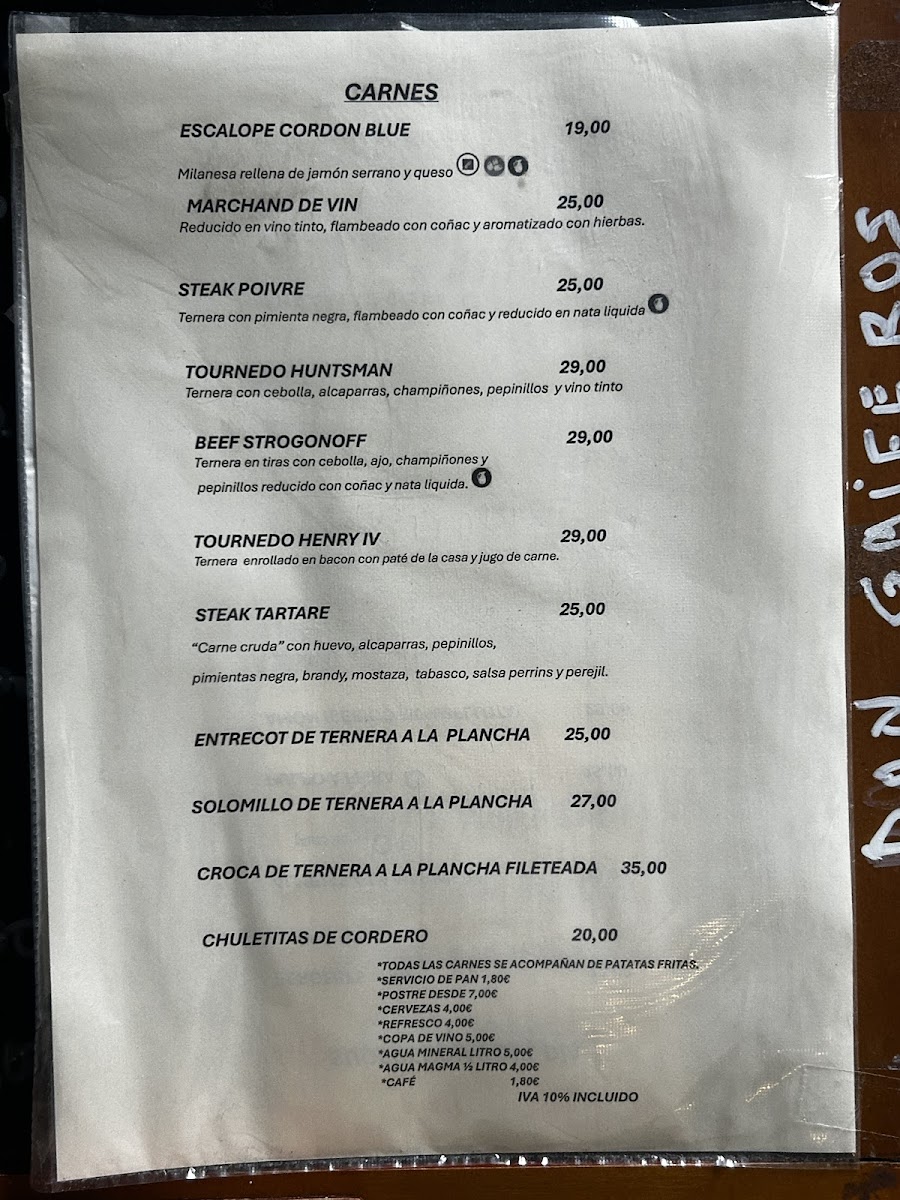 CARNES
ESCALOPE CORDON BLUE 19,00
Milanesa rellena de jamón serrano y queso
MARCHAND DE VIN 25,00
Reducido en vino tinto, flambeado con coñac y aromatizado con hierbas.
STEAK POIVRE 25,00
Ternera con pimienta negra, flambeado con coñac y reducido en nata liquida
TOURNEDO HUNTSMAN 29,00
Ternera con cebolla, alcaparras, champiñones, pepinillos y vino tinto
BEEF STROGONOFF 29,00
Ternera en tiras con cebolla, ajo, champiñones y
pepinillos reducido con coñac y nata liquida.
TOURNEDO HENRY IV 29,00
Ternera enrollado en bacon con paté de la casa y jugo de carne.
STEAK TARTARE 25,00
"Carne cruda" con huevo, alcaparras, pepinillos,
pimientas negra, brandy, mostaza, tabasco, salsa perrins y perejil.
ENTRECOT DE TERNERA A LA PLANCHA 25,00
SOLOMILLO DE TERNERA A LA PLANCHA 27,00
CROCA DE TERNERA A LA PLANCHA FILETEADA 35,00
CHULETITAS DE CORDERO 20,00
*TODAS LAS CARNES SE ACOMPAÑAN DE PATATAS FRITAS.
*SERVICIO DE PAN 1,80€
*POSTRE DESDE 7,00€
*CERVEZAS 4,00€
*REFRESCO 4,00€
*COPA DE VINO 5,00€
*AGUA MINERAL LITRO 5,00€
*AGUA MAGMA ½ LITRO 4,00€
*CAFÉ 1,80€
IVA 10% INCLUIDO
DON GAIFEROS